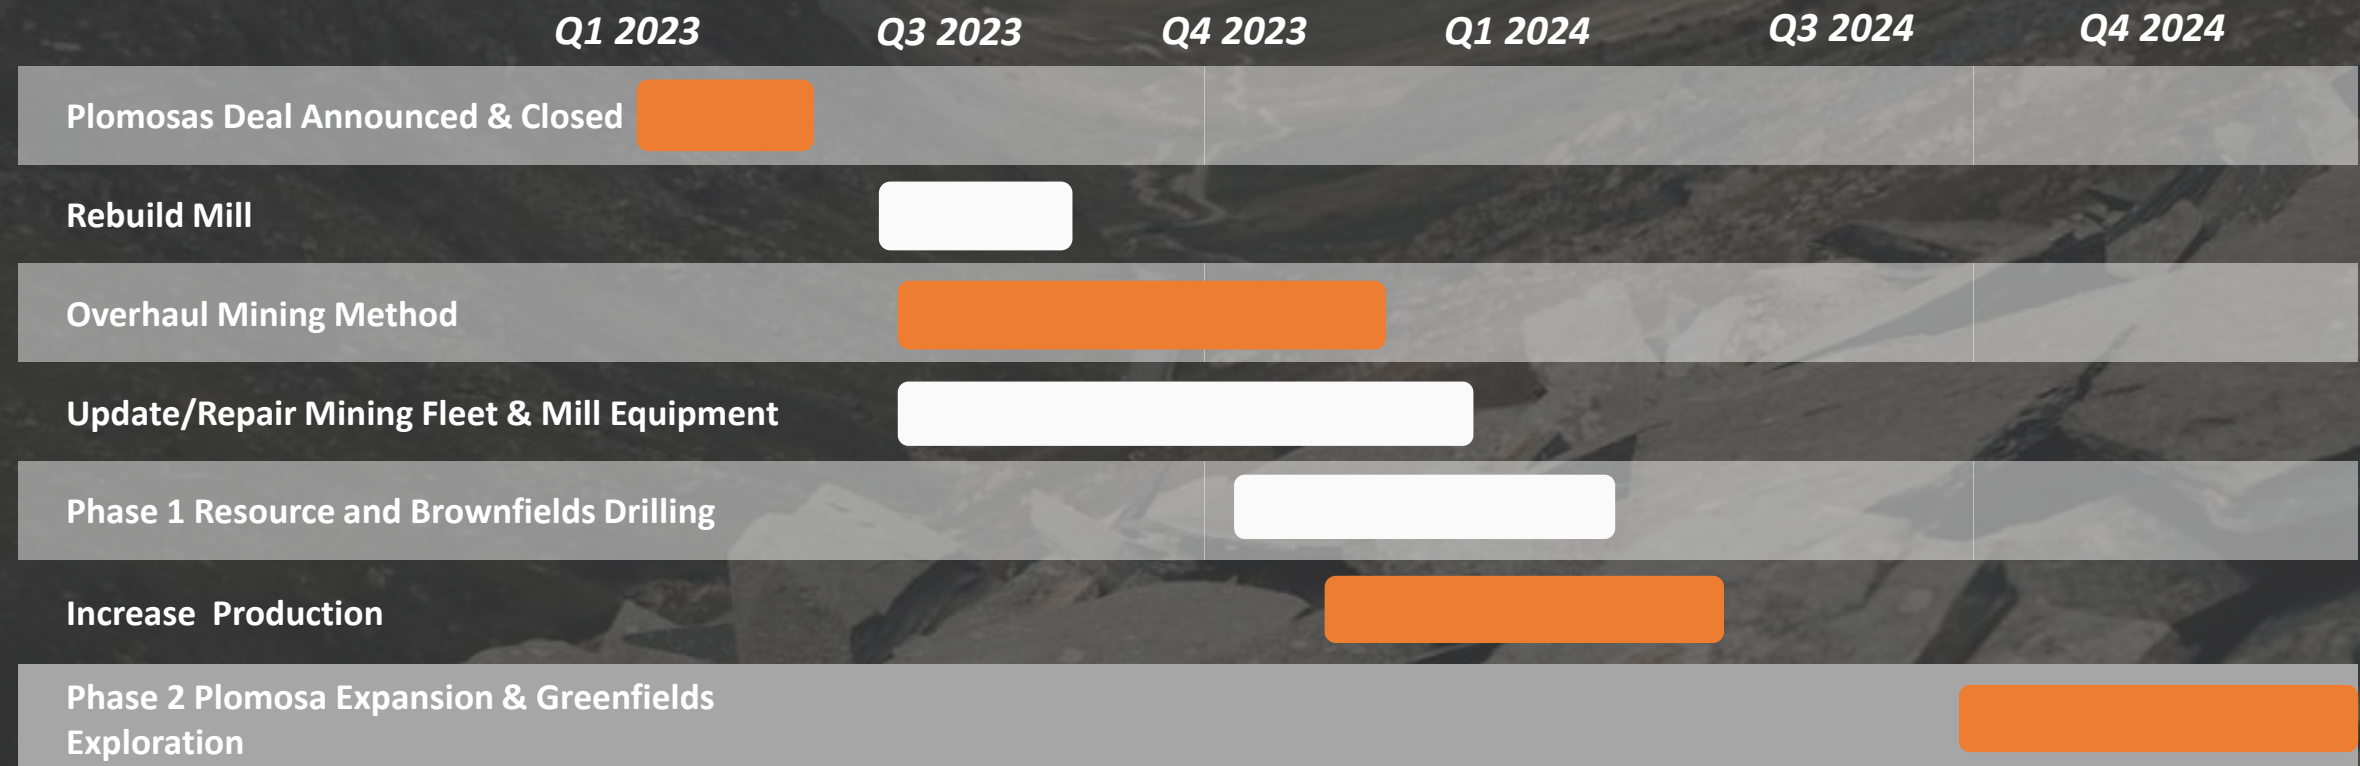 Q1 2023 Q3 2023 Q4 2023 Q1 2024 Q3 2024 Q4 2024
Plomosas Deal Announced & Closed
Rebuild Mill
Overhaul Mining Method
Update/Repair Mining Fleet & Mill Equipment
Phase 1 Resource and Brownfields Drilling
Increase  Production
Phase 2 Plomosa Expansion & Greenfields
Exploration